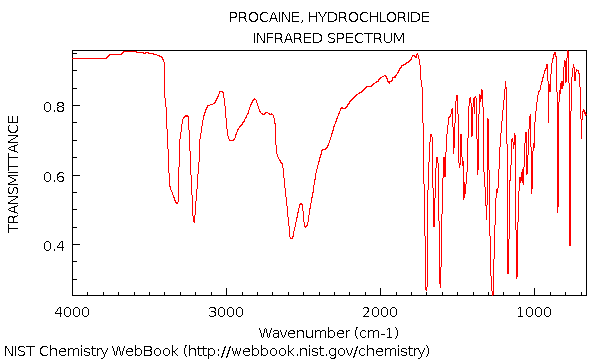 PROCAINE, HYDROCHLORIDE
INFRARED SPECTRUM
TRANSMITTANCE
0.8
0.6
0.4
4000 3000 2000 1000
Wavenumber (cm-1)
NIST Chemistry WebBook (http://webbook.nist.gov/chemistry)